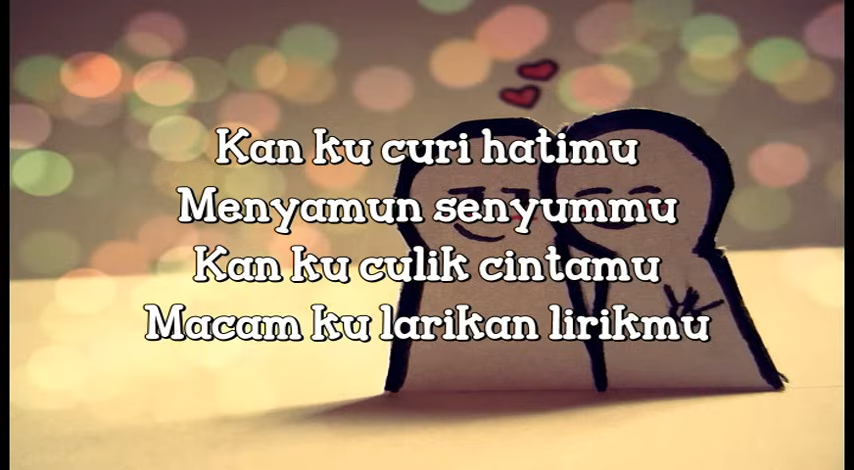 Kan ku curi hatimu
Menyamun senyummu
Kan ku culik cintamu
Macam ku larikan lirikmu